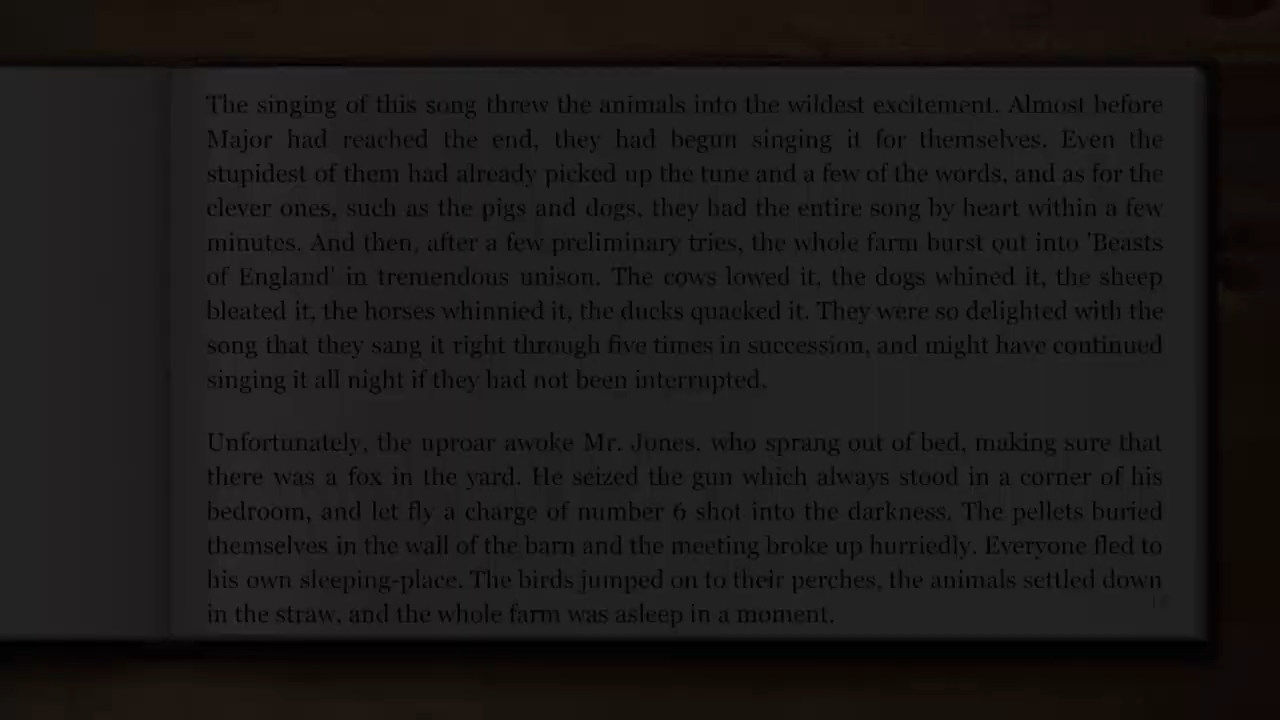 The singing of this song threw the animals into the wildest excitement. Almost before
Major had reached the end, they had begun singing it for themselves. Even the
stupidest of them had already picked up the tune and a few of the words, and as for the
clever ones, such as the pigs and dogs, they had the entire song by heart within a few
minutes. And then, after a few preliminary tries, the whole farm burst out into 'Beasts
of England' in tremendous unison. The cows lowed it, the dogs whined it, the sheep
bleated it, the horses whinnied it, the ducks quacked it. They were so delighted with the
song that they sang it right through five times in succession, and might have continued
singing it all night if they had not been interrupted.
Unfortunately, the uproar awoke Mr. Jones, who sprang out of bed, making sure that
there was a fox in the yard. He seized the gun which always stood in a corner of his
bedroom, and let fly a charge of number 6 shot into the darkness. The pellets buried
themselves in the wall of the barn and the meeting broke up hurriedly. Everyone fled to
his own sleeping-place. The birds jumped on to their perches, the animals settled down
in the straw, and the whole farm was asleep in a moment.